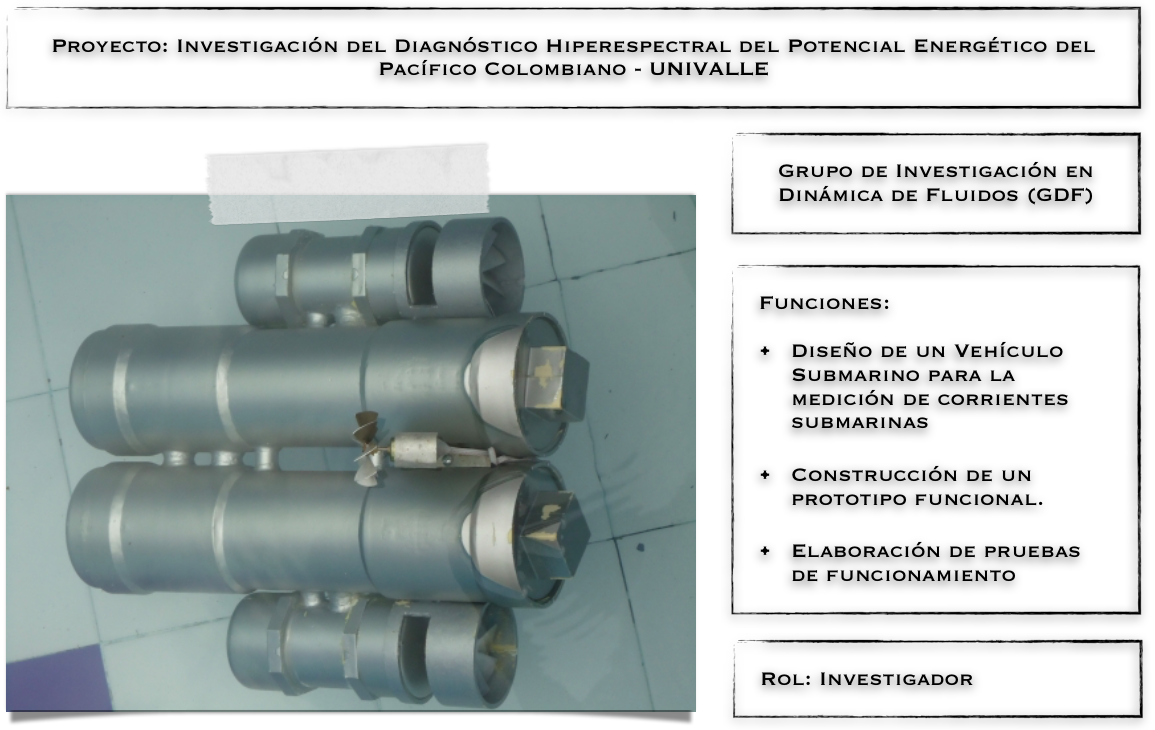 Proyecto: Investigación del Diagnóstico Hiperespectral del Potencial Energético del
Pacífico Colombiano - UNIVALLE
Grupo de Investigación en
Dinámica de Fluidos (GDF)
Funciones:
+ Diseño de un Vehículo
Submarino para la
medición de corrientes
submarinas
+ Construcción de un
prototipo funcional.
+ Elaboración de pruebas
de funcionamiento
Rol: Investigador